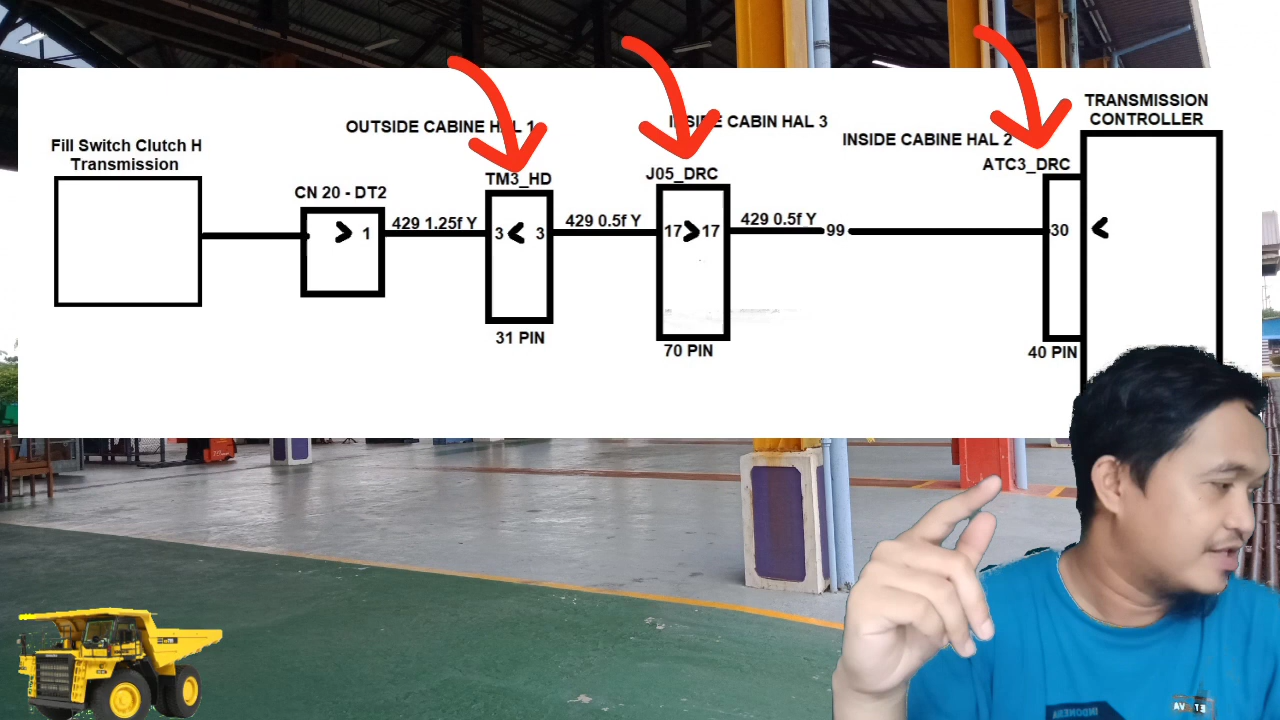 TRANSMISSION
CONTROLLER
OUTSIDE CABINE HAL 1
INSIDE CABIN HAL 3
INSIDE CABINE HAL 2
Fill Switch Clutch H
Transmission
CN 20 - DT2
TM3_HD
J05_DRC
ATC3_DRC
> 1
429 1.25f Y
3 < 3
429 0.5f Y
17 > 17
429 0.5f Y
99
30
<
31 PIN
70 PIN
40 PIN
INDONESIA